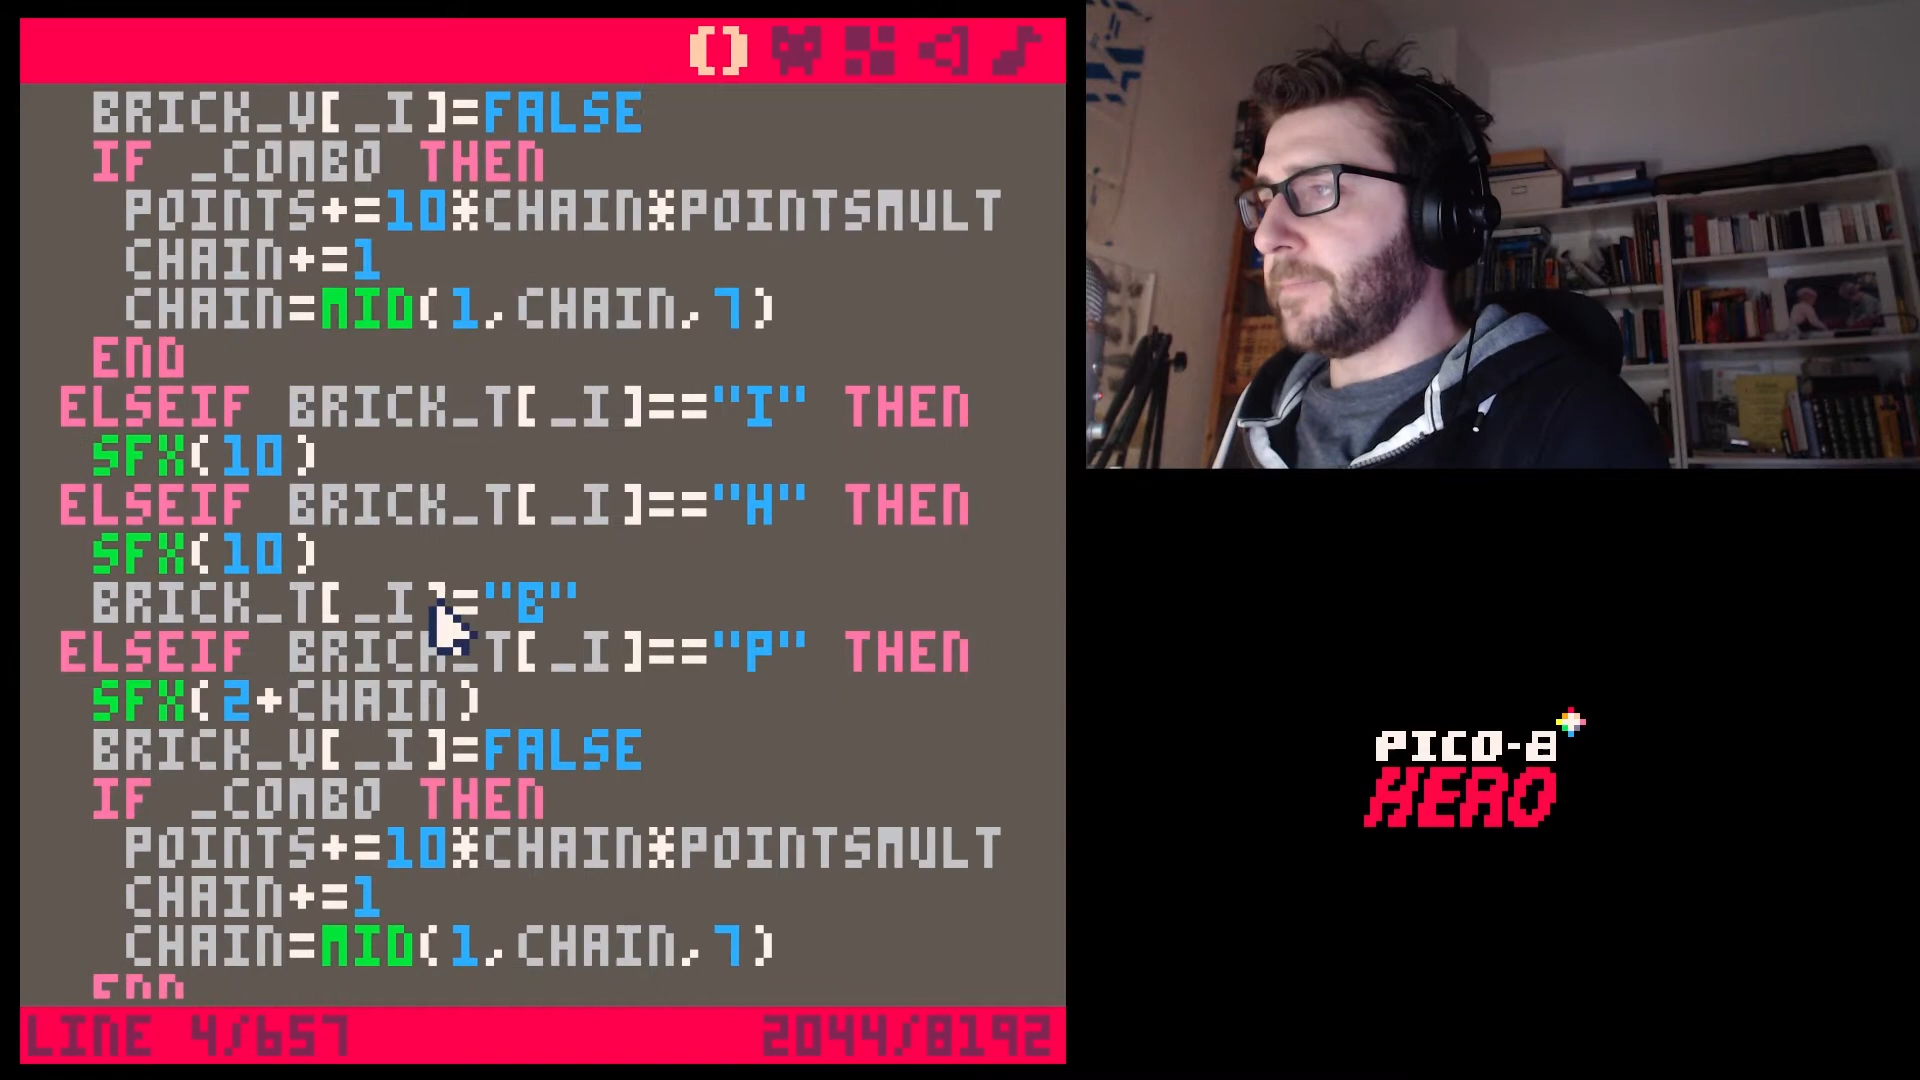 BRICK_V[_I]=FALSE
IF _COMBO THEN
POINTS+=10*CHAIN*POINTSMULT
CHAIN+=1
CHAIN=MID(1,CHAIN,7)
END
ELSEIF BRICK_T[_I]=="I" THEN
SFX(10)
ELSEIF BRICK_T[_I]=="H" THEN
SFX(10)
BRICK_T[_I]="B"
ELSEIF BRICK_T[_I]=="P" THEN
SFX(2+CHAIN)
BRICK_V[_I]=FALSE
IF _COMBO THEN
POINTS+=10*CHAIN*POINTSMULT
CHAIN+=1
CHAIN=MID(1,CHAIN,7)
END
LINE 4/657
2044/8192
PICO-8
HERO